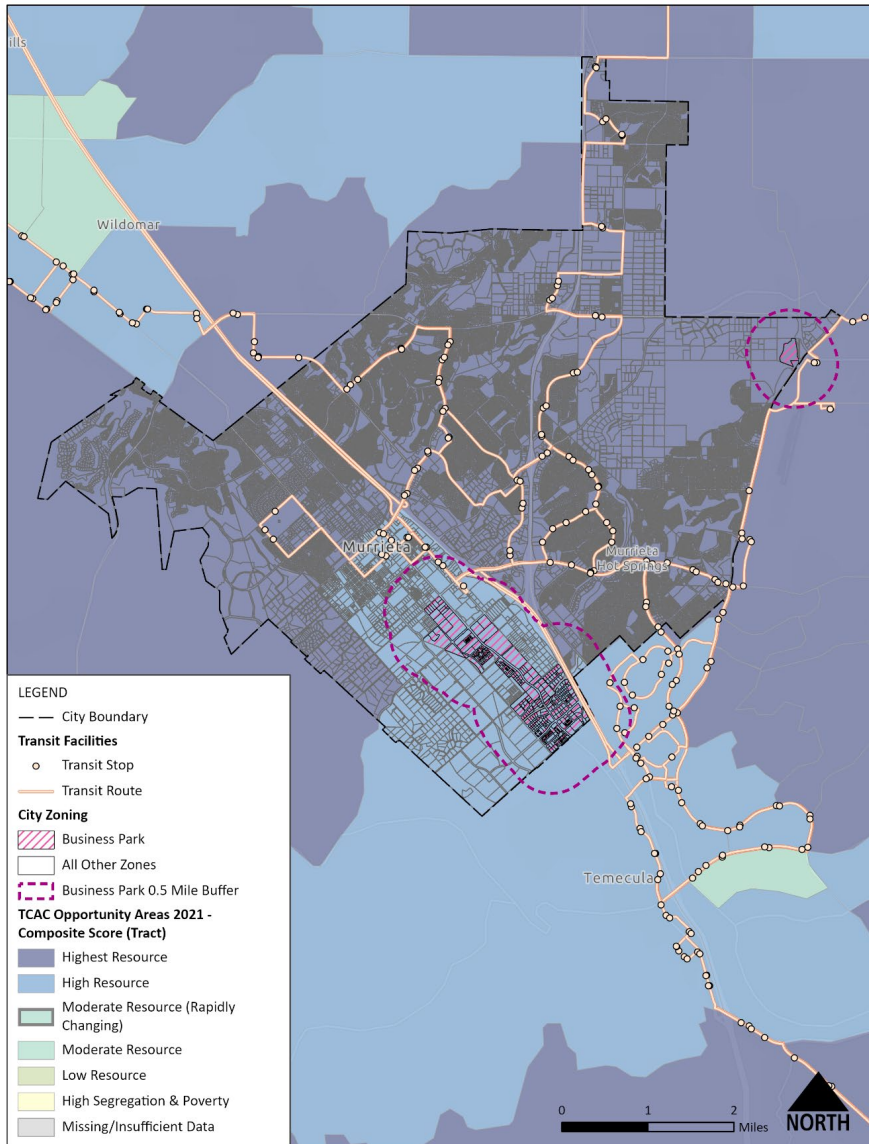 ills
Wildomar
Murrieta
Murrieta
Hot Springs
Temecula
LEGEND
City Boundary
Transit Facilities
Transit Stop
Transit Route
City Zoning
Business Park
All Other Zones
Business Park 0.5 Mile Buffer
TCAC Opportunity Areas 2021 -
Composite Score (Tract)
Highest Resource
High Resource
Moderate Resource (Rapidly
Changing)
Moderate Resource
Low Resource
High Segregation & Poverty
Missing/Insufficient Data
0 1 2
Miles
NORTH